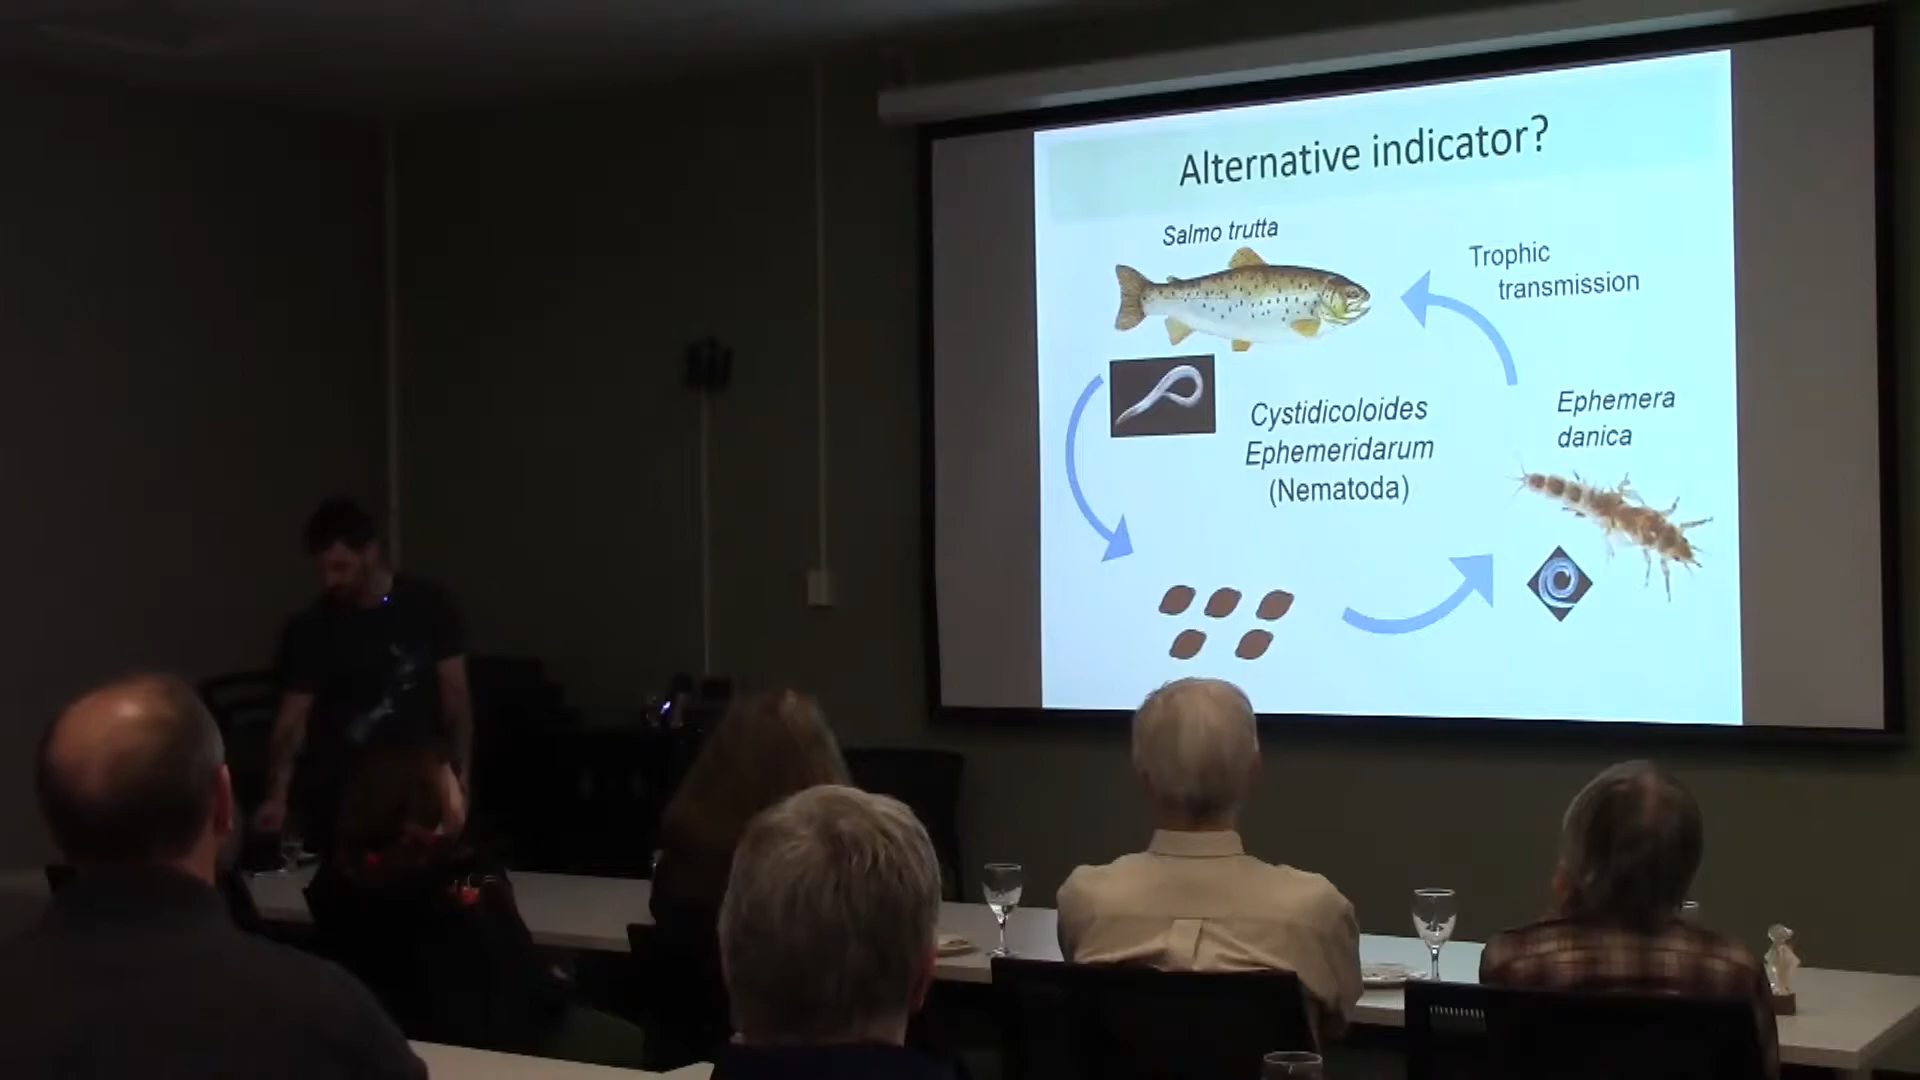 Alternative indicator?
Salmo trutta
Trophic
transmission
Ephemera
danica
Cystidicoloides
Ephemeridarum
(Nematoda)